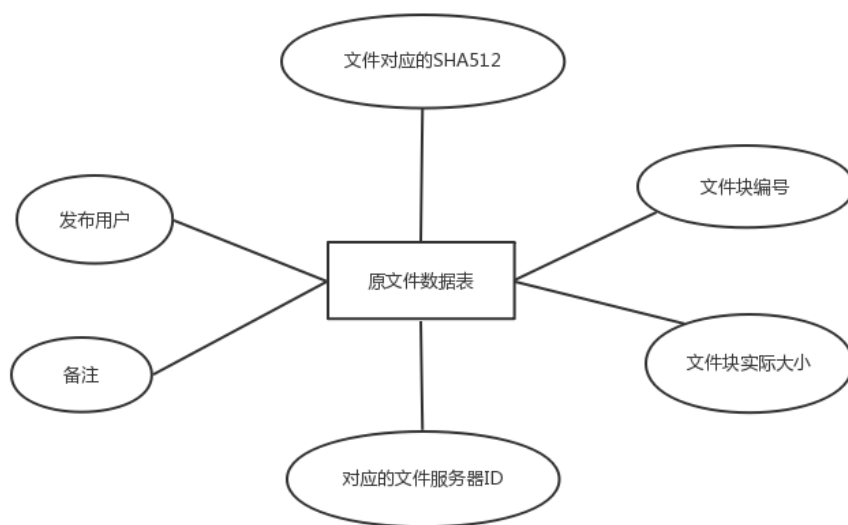 文件对应的SHA512
文件块编号
发布用户
原文件数据表
文件块实际大小
备注
对应的文件服务器ID